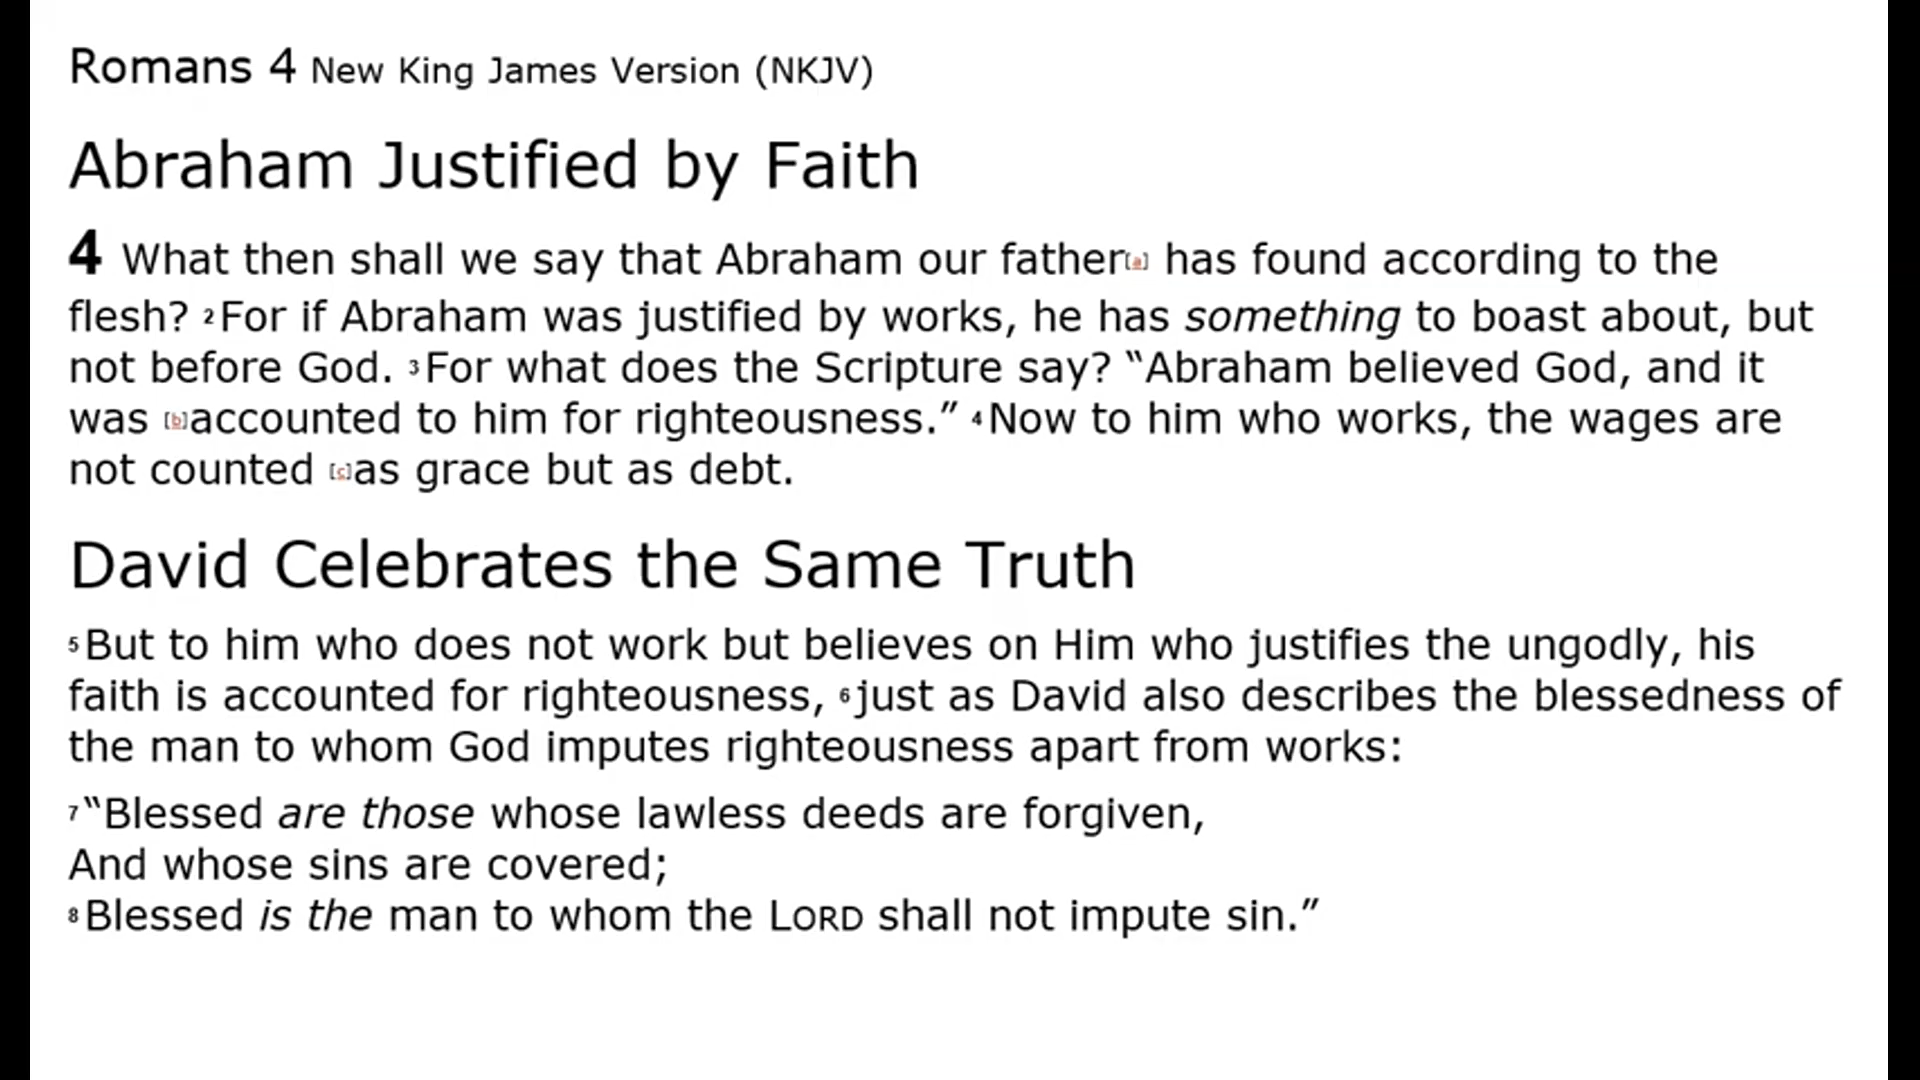 Romans 4 New King James Version (NKJV)
Abraham Justified by Faith
4 What then shall we say that Abraham our father[a] has found according to the
flesh? 2 For if Abraham was justified by works, he has something to boast about, but
not before God. 3 For what does the Scripture say? “Abraham believed God, and it
was [b]accounted to him for righteousness.” 4 Now to him who works, the wages are
not counted [c]as grace but as debt.
David Celebrates the Same Truth
5 But to him who does not work but believes on Him who justifies the ungodly, his
faith is accounted for righteousness, 6 just as David also describes the blessedness of
the man to whom God imputes righteousness apart from works:
7 “Blessed are those whose lawless deeds are forgiven,
And whose sins are covered;
8 Blessed is the man to whom the LORD shall not impute sin.”